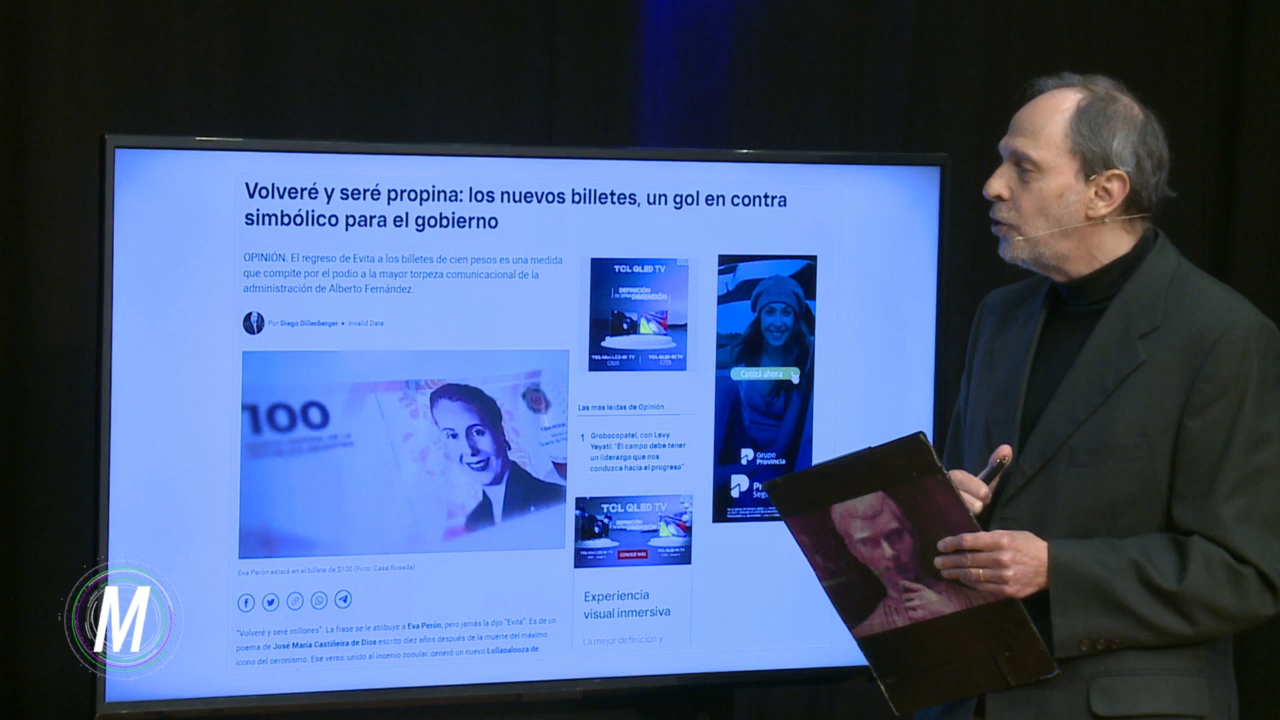 Volveré y seré propina: los nuevos billetes, un gol en contra
simbólico para el gobierno
OPINIÓN. El regreso de Evita a los billetes de cien pesos es una medida
que compite por el podio a la mayor torpeza comunicacional de la
administración de Alberto Fernández.
Por Diego Dillenberger • Invalid Date
100
Eva Perón estará en el billete de $100 (Foto: Casa Rosada)
"Volveré y seré millones". La frase se le atribuye a Eva Perón, pero jamás la dijo "Evita". Es de un
poema de José María Castiñeira de Dios escrito diez años después de la muerte del máximo
ícono del peronismo. Ese verso, unido al ingenio popular, generó un nuevo Lollapalooza de
TCL QLED TV
DEFINICIÓN
DIMENSIÓN
Las más leídas de Opinión
1 Grobocopatel, con Levy
Yeyati: "El campo debe tener
un liderazgo que nos
conduzca hacia el progreso"
TCL QLED TV
DEFINICIÓN
CONOCÉ MÁS
Experiencia
visual inmersiva
La mejor definición y
Cotizá ahora
Grupo
Provincia
M